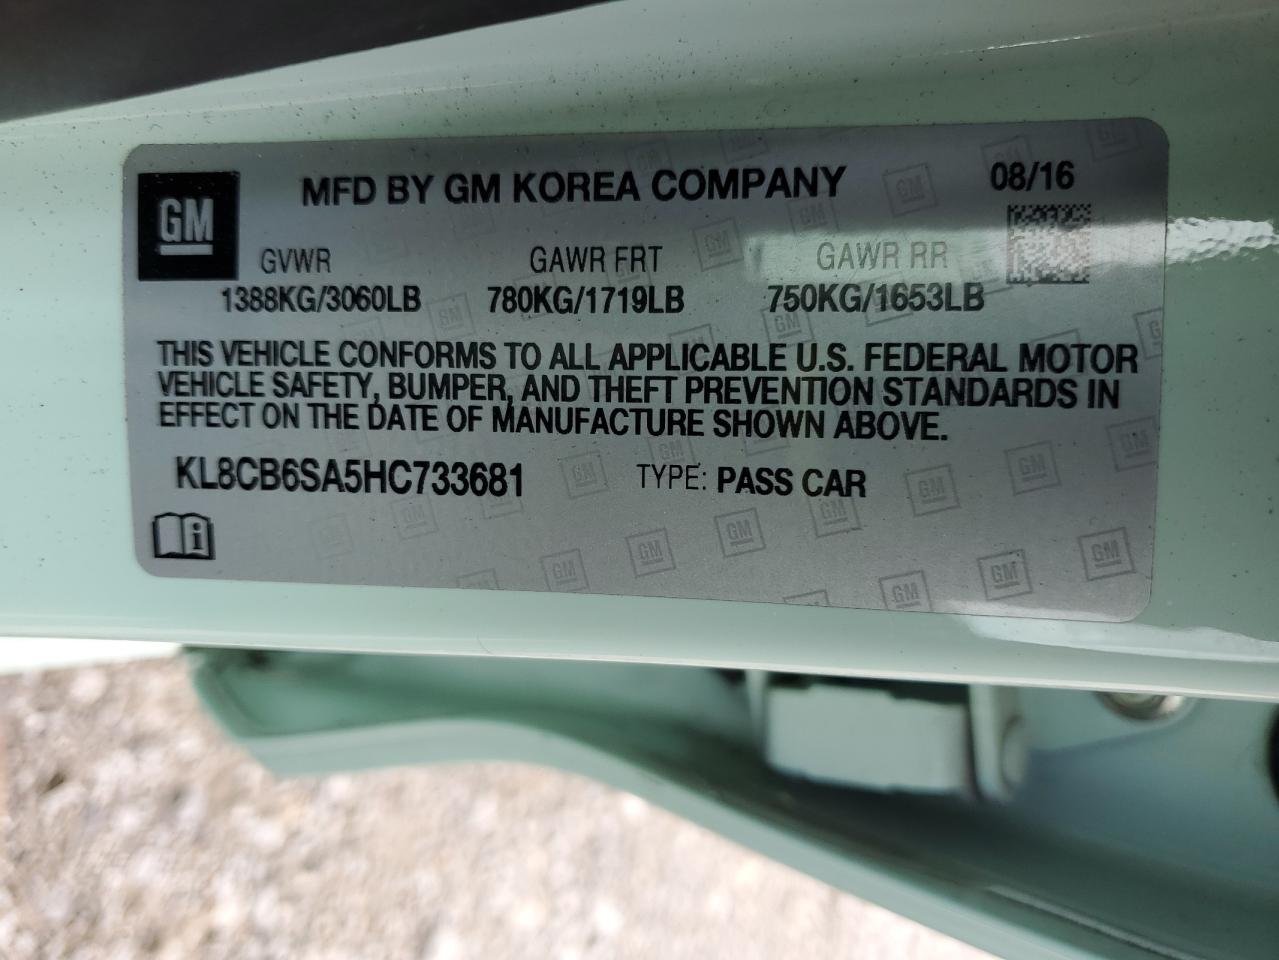 GM
MFD BY GM KOREA COMPANY
08/16
GVWR GAWR FRT GAWR RR
1388KG/3060LB 780KG/1719LB 750KG/1653LB
THIS VEHICLE CONFORMS TO ALL APPLICABLE U.S. FEDERAL MOTOR
VEHICLE SAFETY, BUMPER, AND THEFT PREVENTION STANDARDS IN
EFFECT ON THE DATE OF MANUFACTURE SHOWN ABOVE.
KL8CB6SA5HC733681 TYPE: PASS CAR